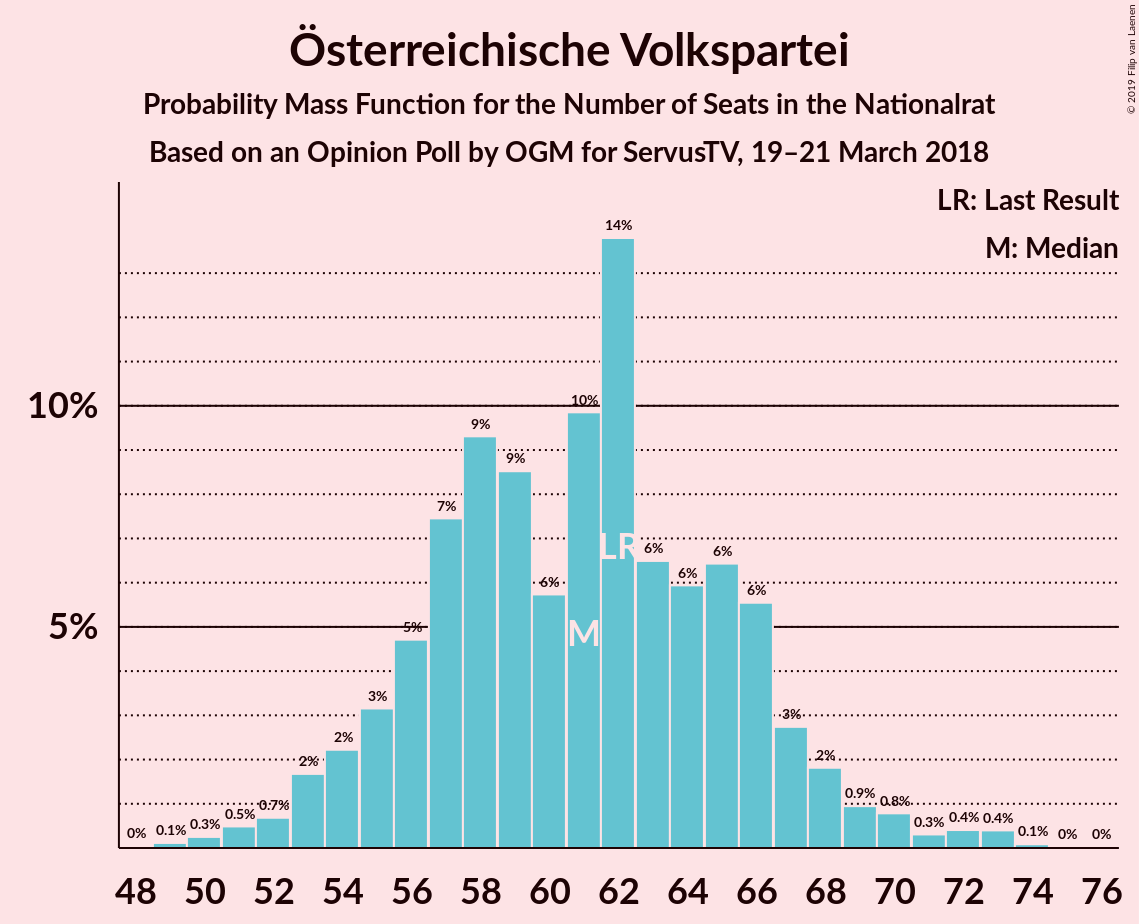 Österreichische Volkspartei
Probability Mass Function for the Number of Seats in the Nationalrat
Based on an Opinion Poll by OGM for ServusTV, 19–21 March 2018
© 2019 Filip van Laenen
LR: Last Result
M: Median
10%
5%
0% 0.1% 0.3% 0.5% 0.7% 2% 2% 3% 5% 7% 9% 9% 6% 10% 14% 6% 6% 6% 6% 3% 2% 0.9% 0.8% 0.3% 0.4% 0.4% 0.1% 0% 0%
LR
M
48 50 52 54 56 58 60 62 64 66 68 70 72 74 76